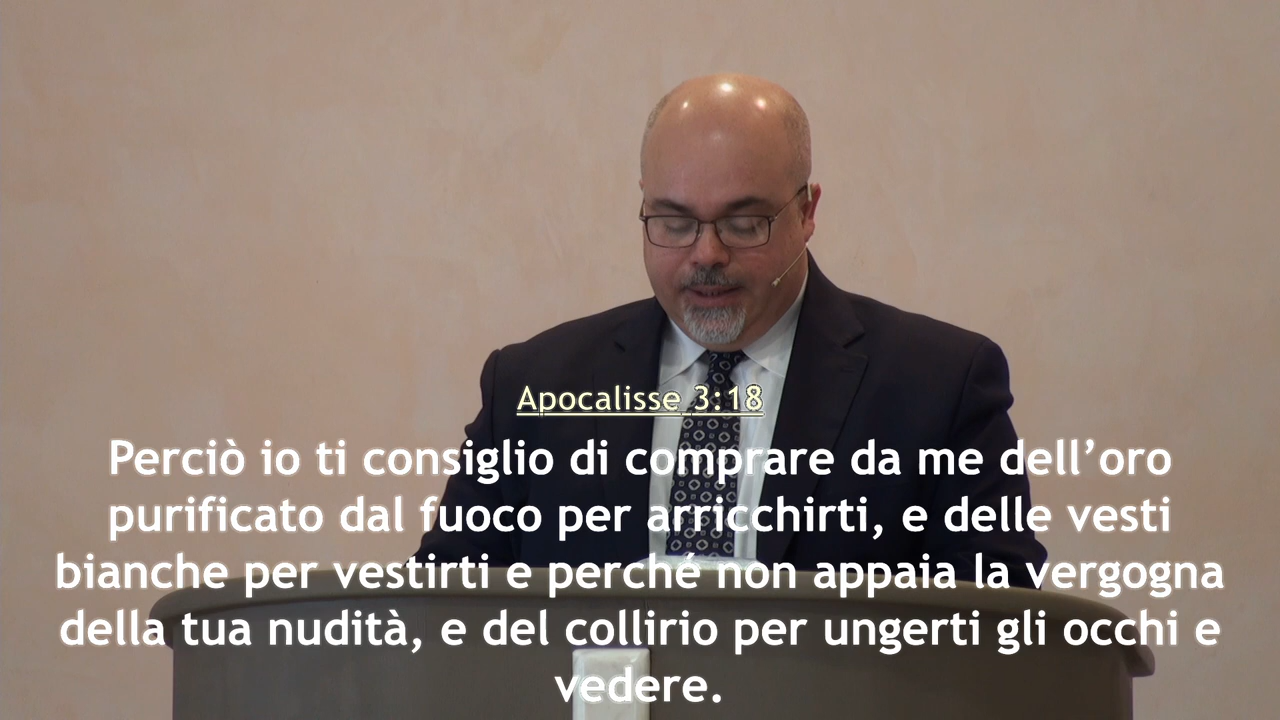 Apocalisse 3:18
Perciò io ti consiglio di comprare da me dell’oro
purificato dal fuoco per arricchirti, e delle vesti
bianche per vestirti e perché non appaia la vergogna
della tua nudità, e del collirio per ungerti gli occhi e
vedere.